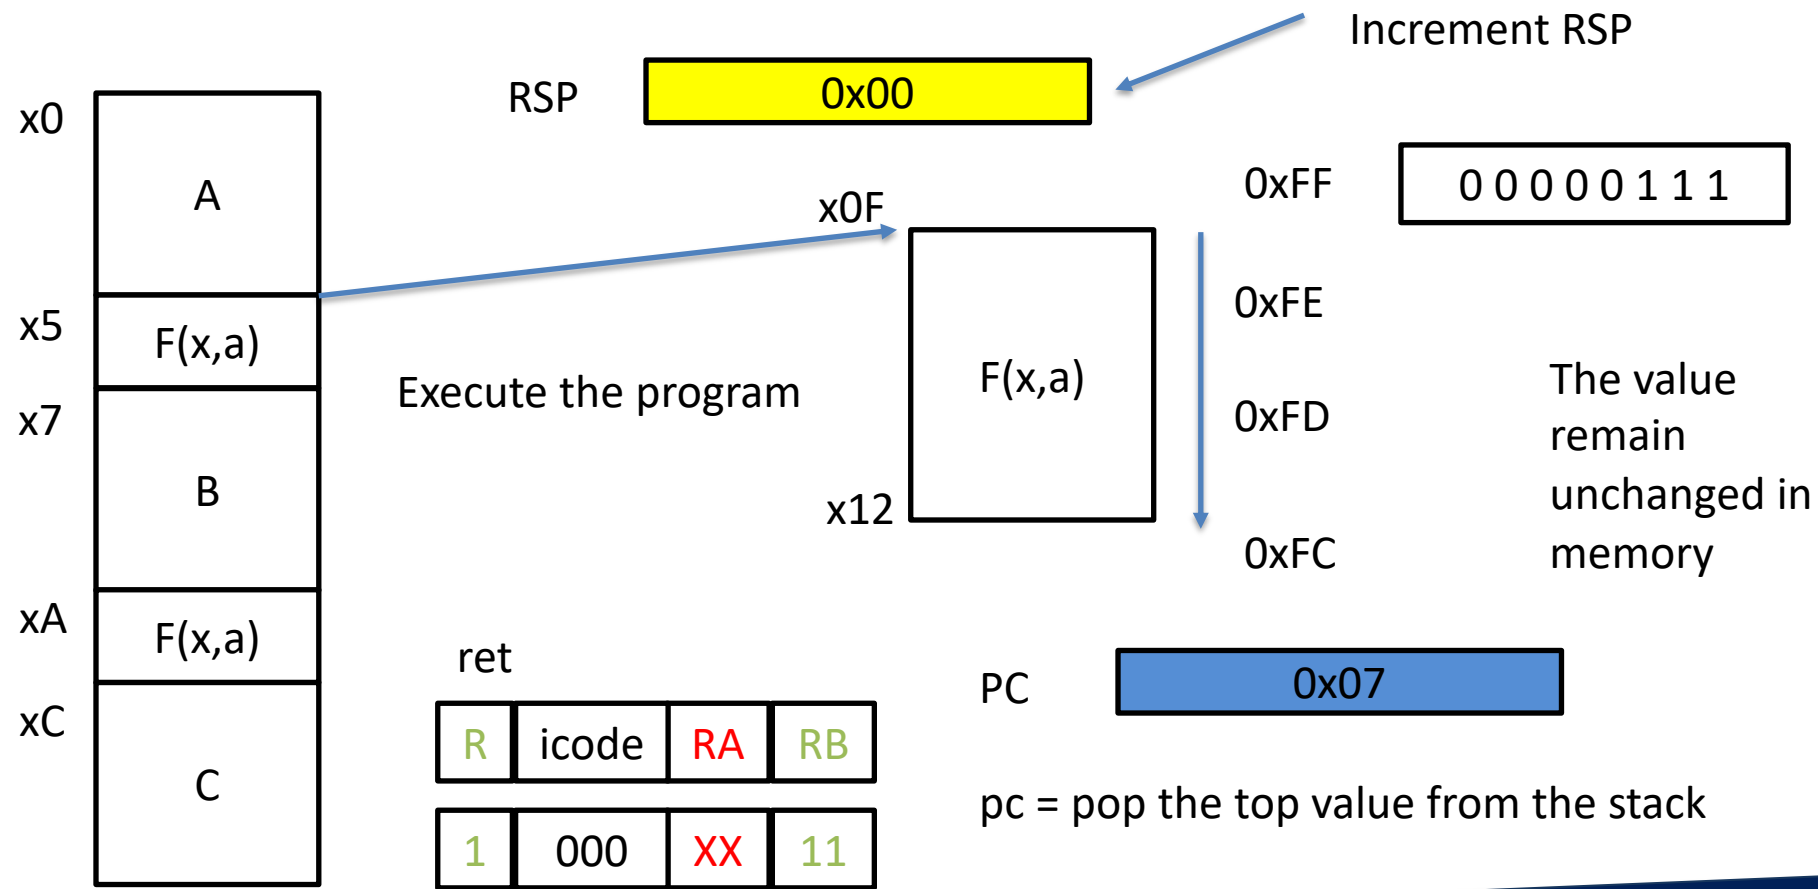 Increment RSP
RSP
0x00
x0
A
0xFF
0 0 0 0 0 1 1 1
x0F
x5
F(x,a)
0xFE
Execute the program
F(x,a)
The value
remain
unchanged in
memory
x7
0xFD
B
x12
0xFC
xA
F(x,a)
ret
PC
0x07
xC
R icode RA RB
C
pc = pop the top value from the stack
1 000 XX 11